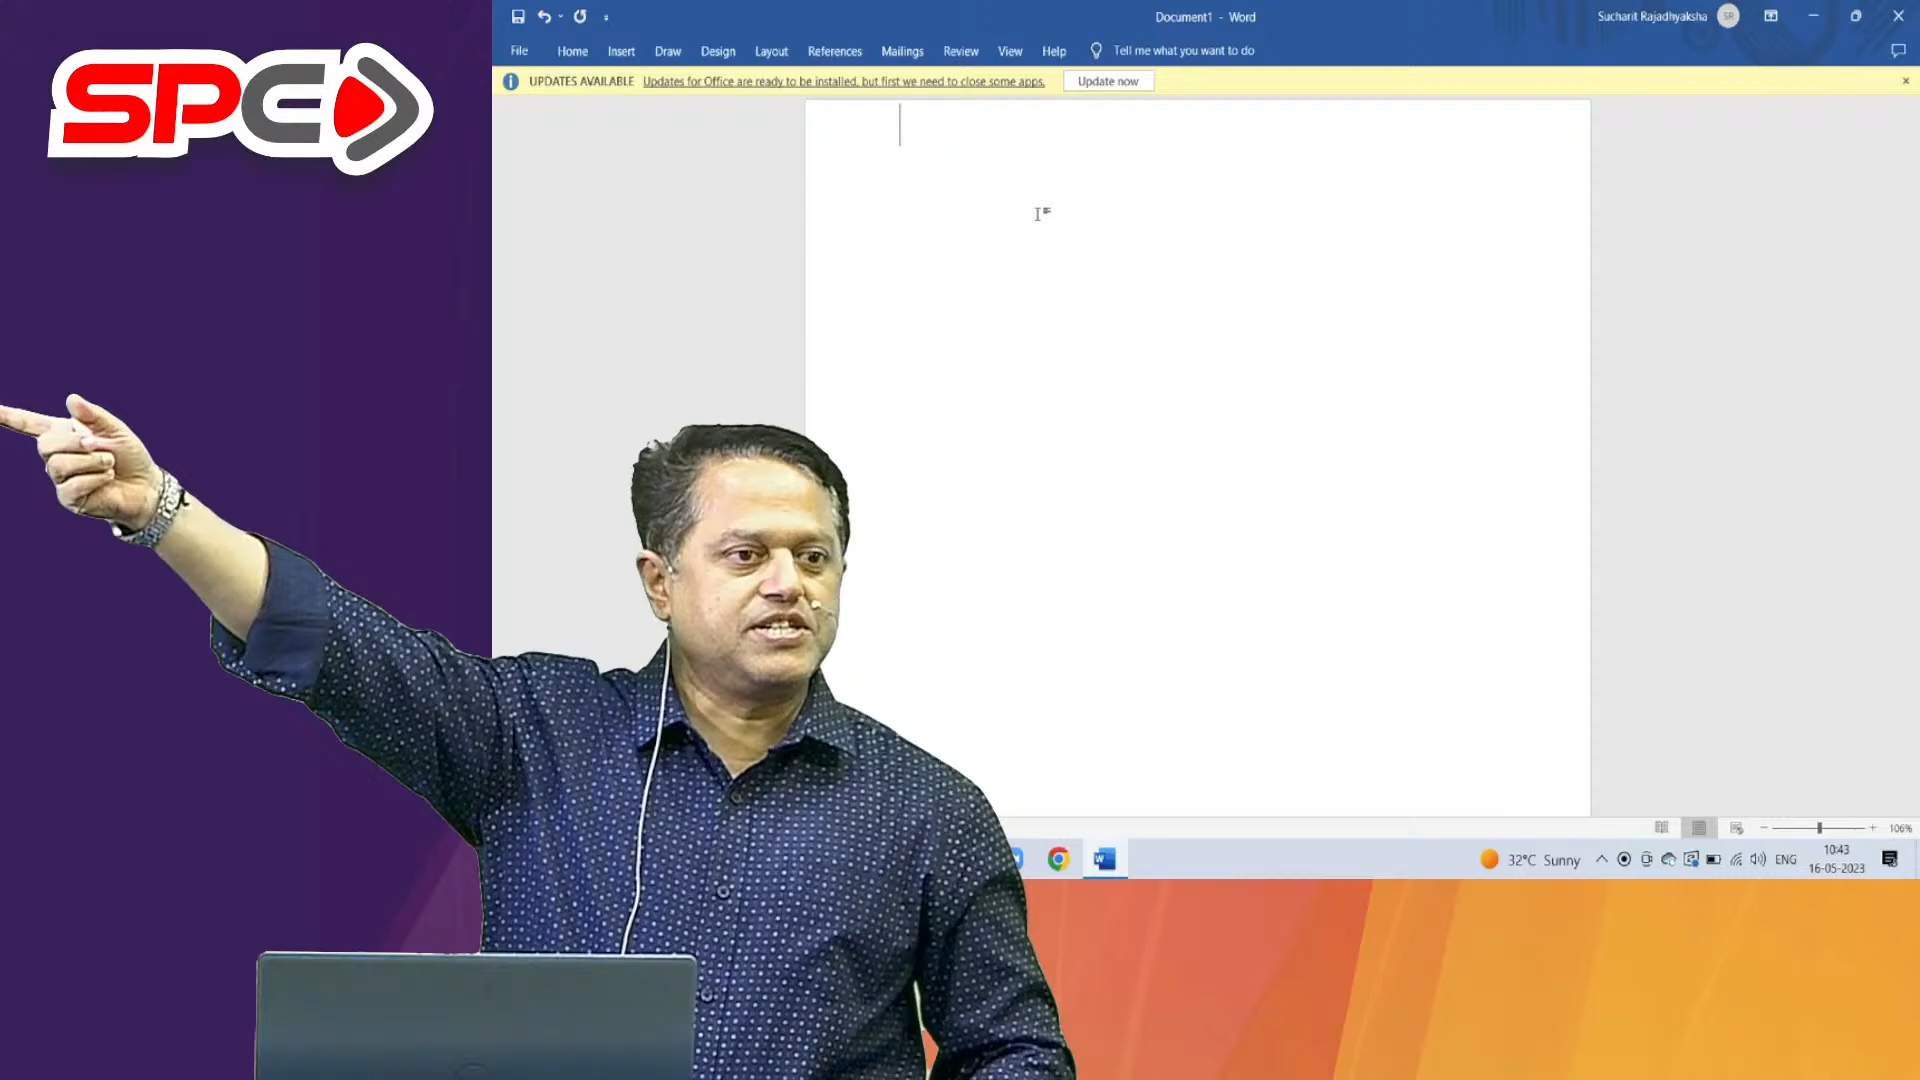 SPE
Document1 - Word
Sucharit Rajadhyaksha
SR
File Home Insert Draw Design Layout References Mailings Review View Help Tell me what you want to do
UPDATES AVAILABLE Updates for Office are ready to be installed, but first we need to close some apps. Update now
106%
32°C Sunny
ENG
10:43
16-05-2023